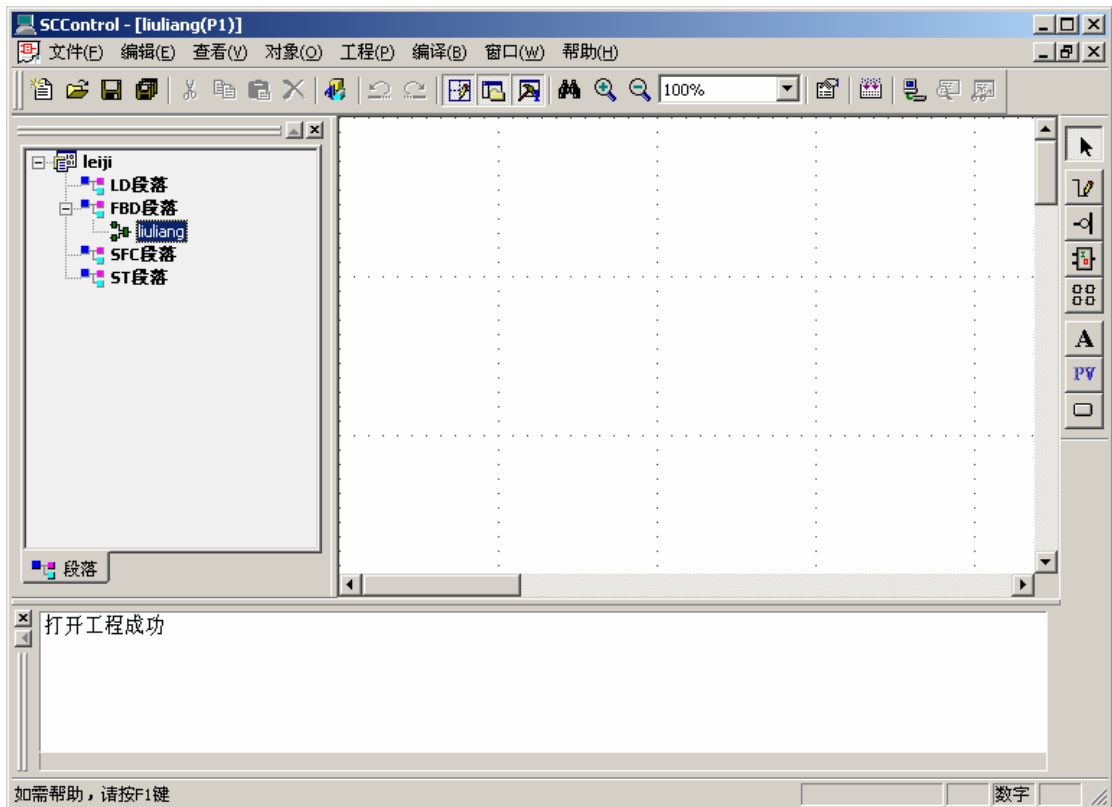 SCControl - [liuliang(P1)]
文件(F) 编辑(E) 查看(V) 对象(O) 工程(P) 编译(B) 窗口(W) 帮助(H)
100%
leiji
LD段落
FBD段落
liuliang
SFC段落
ST段落
A
PV
段落
打开工程成功
如需帮助，请按F1键
数字